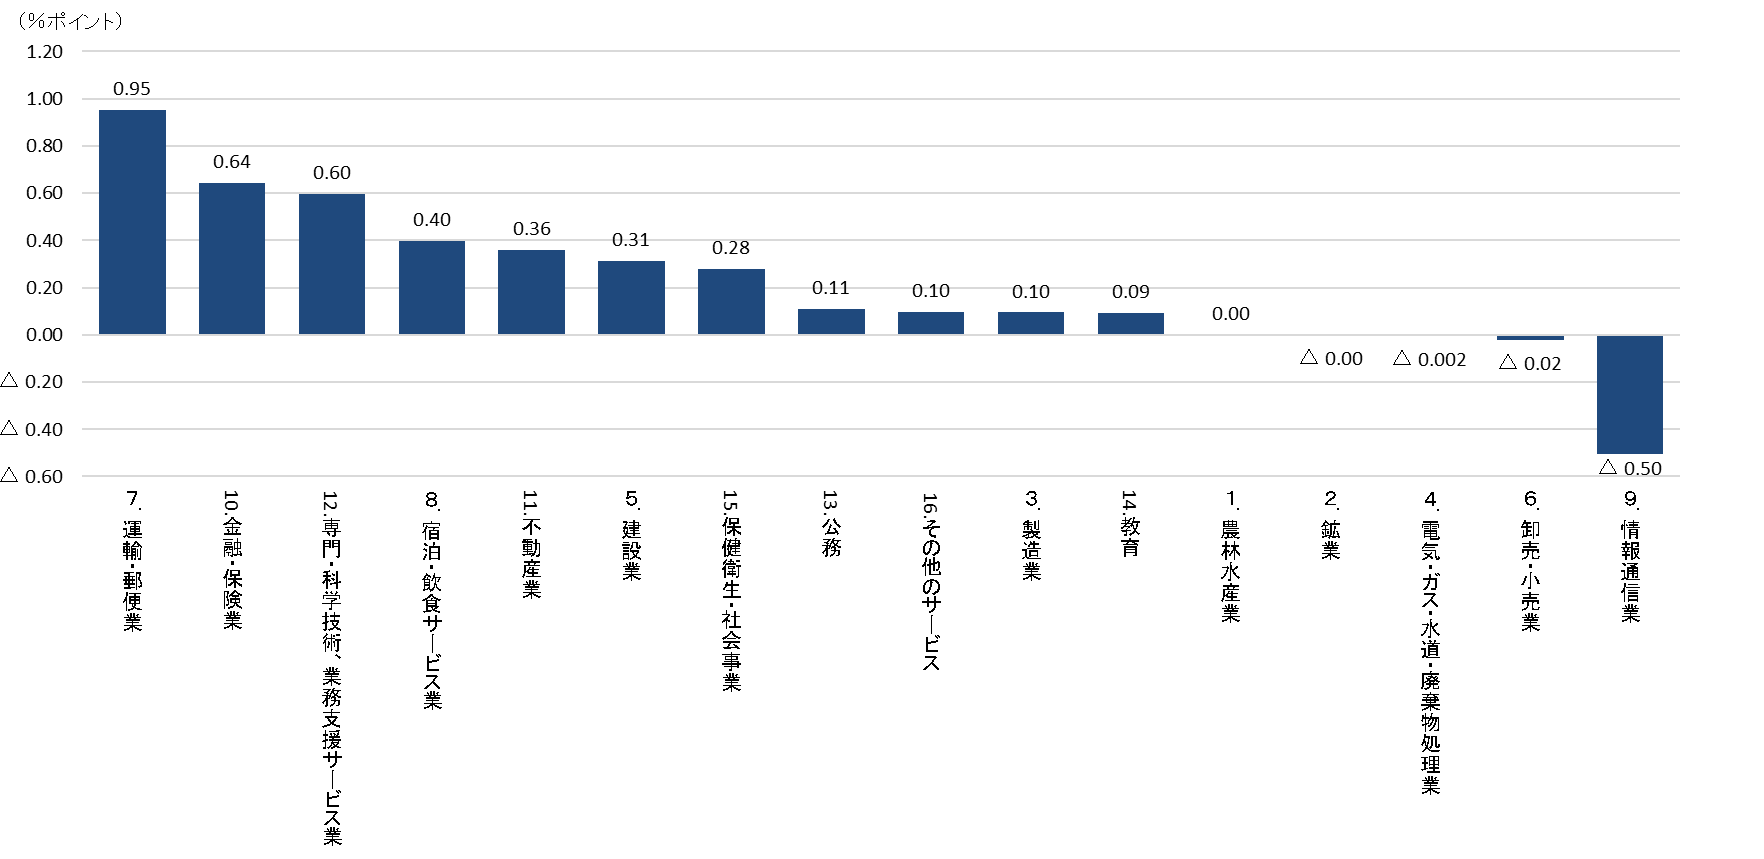 （%ポイント）
1.20
1.00
0.80
0.60
0.40
0.20
0.00
△ 0.20
△ 0.40
△ 0.60
0.95
0.64
0.60
0.40
0.36
0.31
0.28
0.11
0.10
0.10
0.09
0.00
△ 0.00
△ 0.002
△ 0.02
△ 0.50
７．運輸・郵便業
10.金融・保険業
12.専門・科学技術、業務支援サービス業
８．宿泊・飲食サービス業
11.不動産業
５．建設業
15.保健衛生・社会事業
13.公務
16.その他のサービス
３．製造業
14.教育
１．農林水産業
２．鉱業
４．電気・ガス・水道・廃棄物処理業
６．卸売・小売業
９．情報通信業